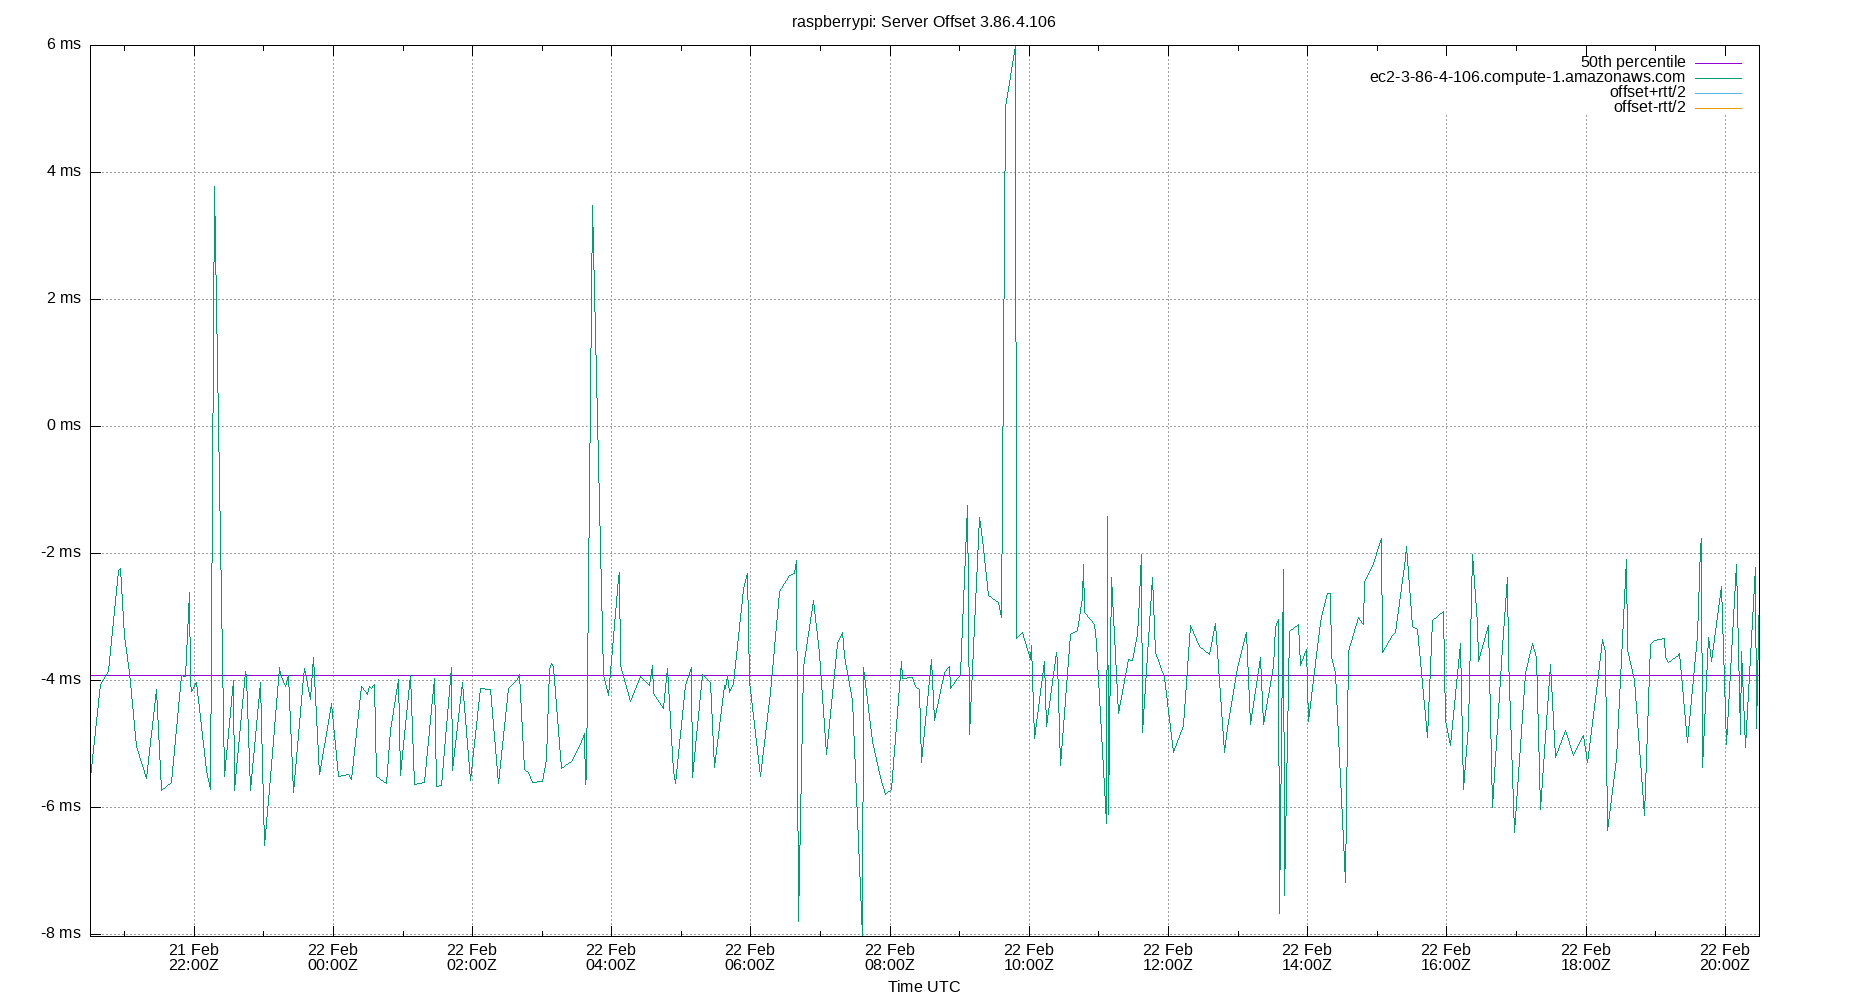 raspberrypi: Server Offset 3.86.4.106
6 ms
4 ms
2 ms
0 ms
-2 ms
-4 ms
-6 ms
-8 ms
50th percentile
ec2-3-86-4-106.compute-1.amazonaws.com
offset+rtt/2
offset-rtt/2
21 Feb 22 Feb 22 Feb 22 Feb 22 Feb 22 Feb 22 Feb 22 Feb 22 Feb 22 Feb 22 Feb 22 Feb
22:00Z 00:00Z 02:00Z 04:00Z 06:00Z 08:00Z 10:00Z 12:00Z 14:00Z 16:00Z 18:00Z 20:00Z
Time UTC